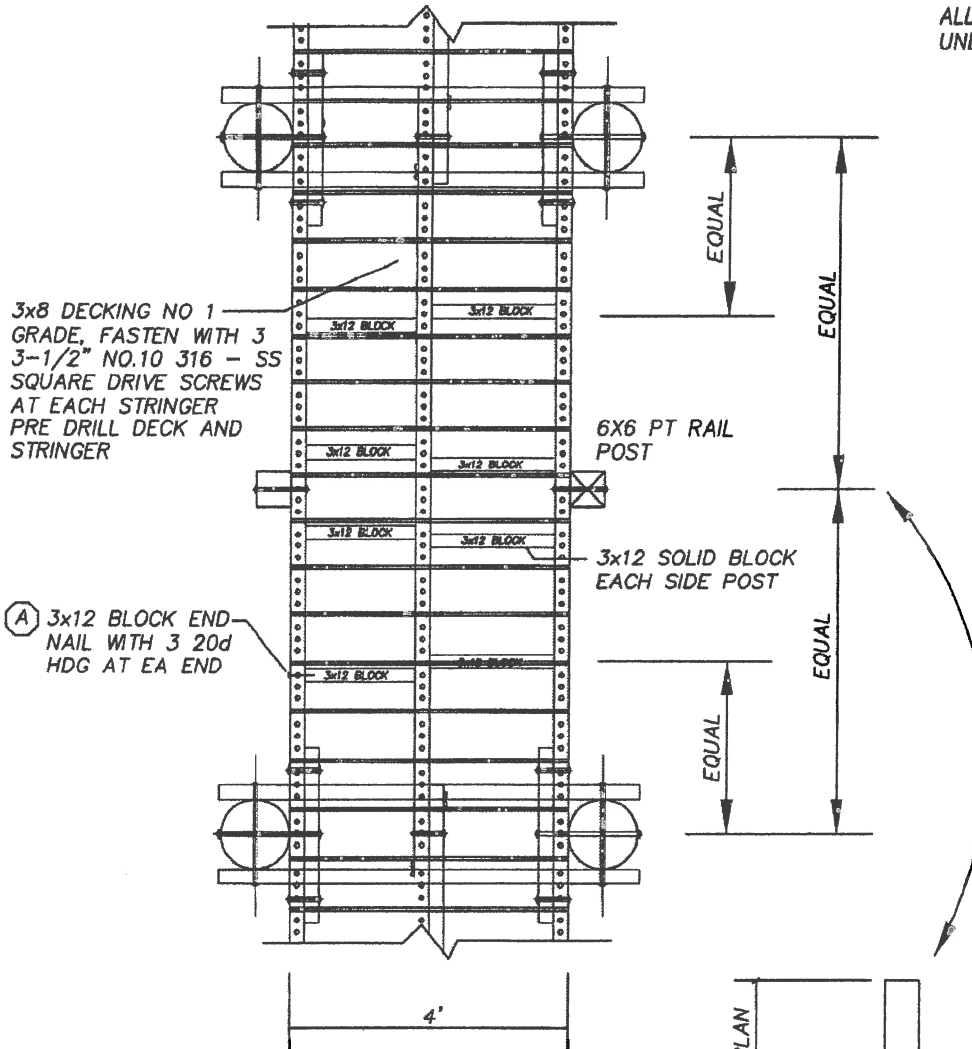 ALL
UNL
EQUAL
EQUAL
3x8 DECKING NO 1
GRADE, FASTEN WITH 3
3-1/2" NO.10 316 - SS
SQUARE DRIVE SCREWS
AT EACH STRINGER
PRE DRILL DECK AND
STRINGER
3x12 BLOCK
3x12 BLOCK
6X6 PT RAIL
POST
3x12 BLOCK
3x12 BLOCK
3x12 BLOCK
3x12 BLOCK
3x12 SOLID BLOCK
EACH SIDE POST
A 3x12 BLOCK END
NAIL WITH 3 20d
HDG AT EA END
3x12 BLOCK
3x12 BLOCK
EQUAL
EQUAL
4'
PLAN